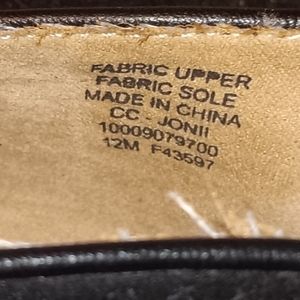 FABRIC UPPER
FABRIC SOLE
MADE IN CHINA
CC - JONII
10009079700
12M F43597